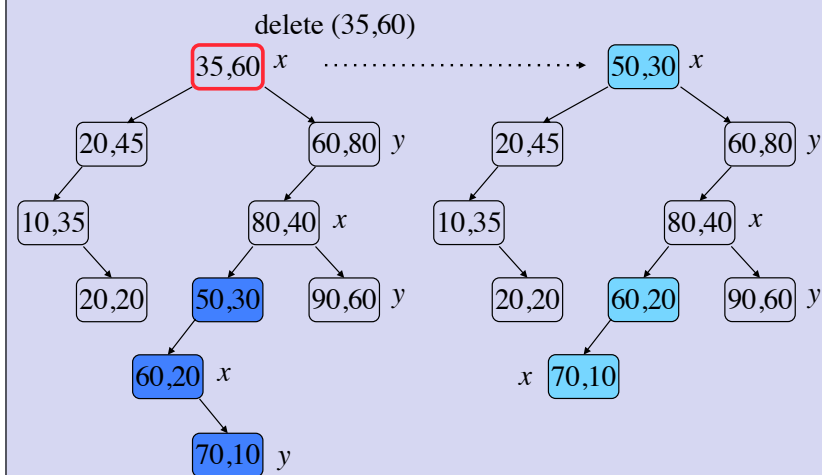 delete (35,60)
35,60 x 50,30 x
20,45 60,80 y 20,45 60,80 y
10,35 80,40 x 10,35 80,40 x
20,20 50,30 90,60 y 20,20 60,20 90,60 y
60,20 x x 70,10
70,10 y